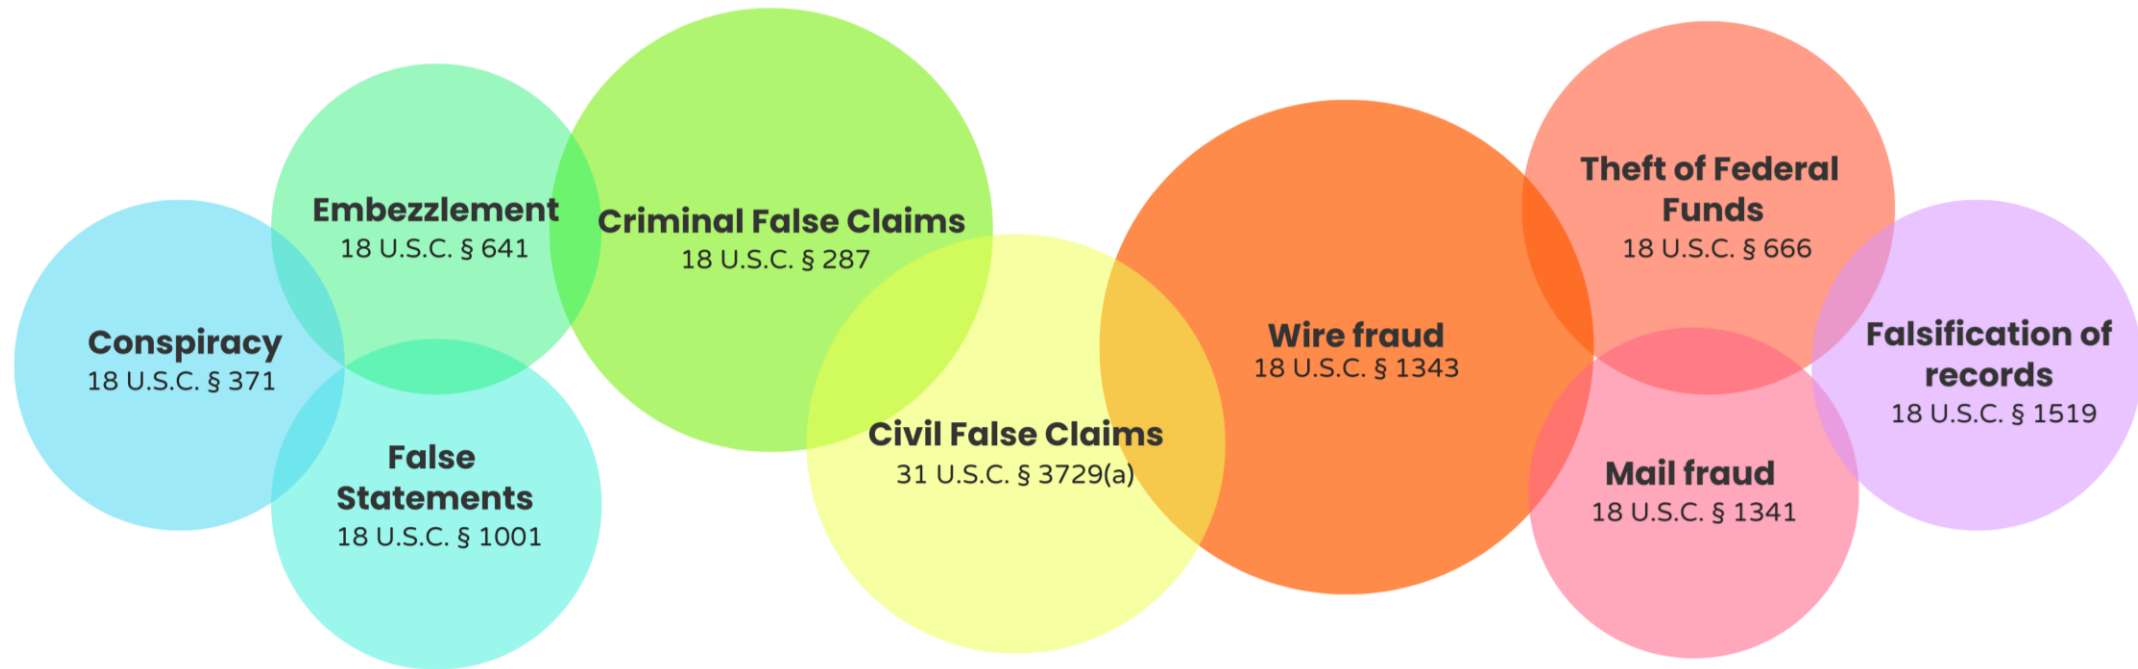 Conspiracy
18 U.S.C. § 371
Embezzlement
18 U.S.C. § 641
False
Statements
18 U.S.C. § 1001
Criminal False Claims
18 U.S.C. § 287
Civil False Claims
31 U.S.C. § 3729(a)
Wire fraud
18 U.S.C. § 1343
Theft of Federal
Funds
18 U.S.C. § 666
Mail fraud
18 U.S.C. § 1341
Falsification of
records
18 U.S.C. § 1519